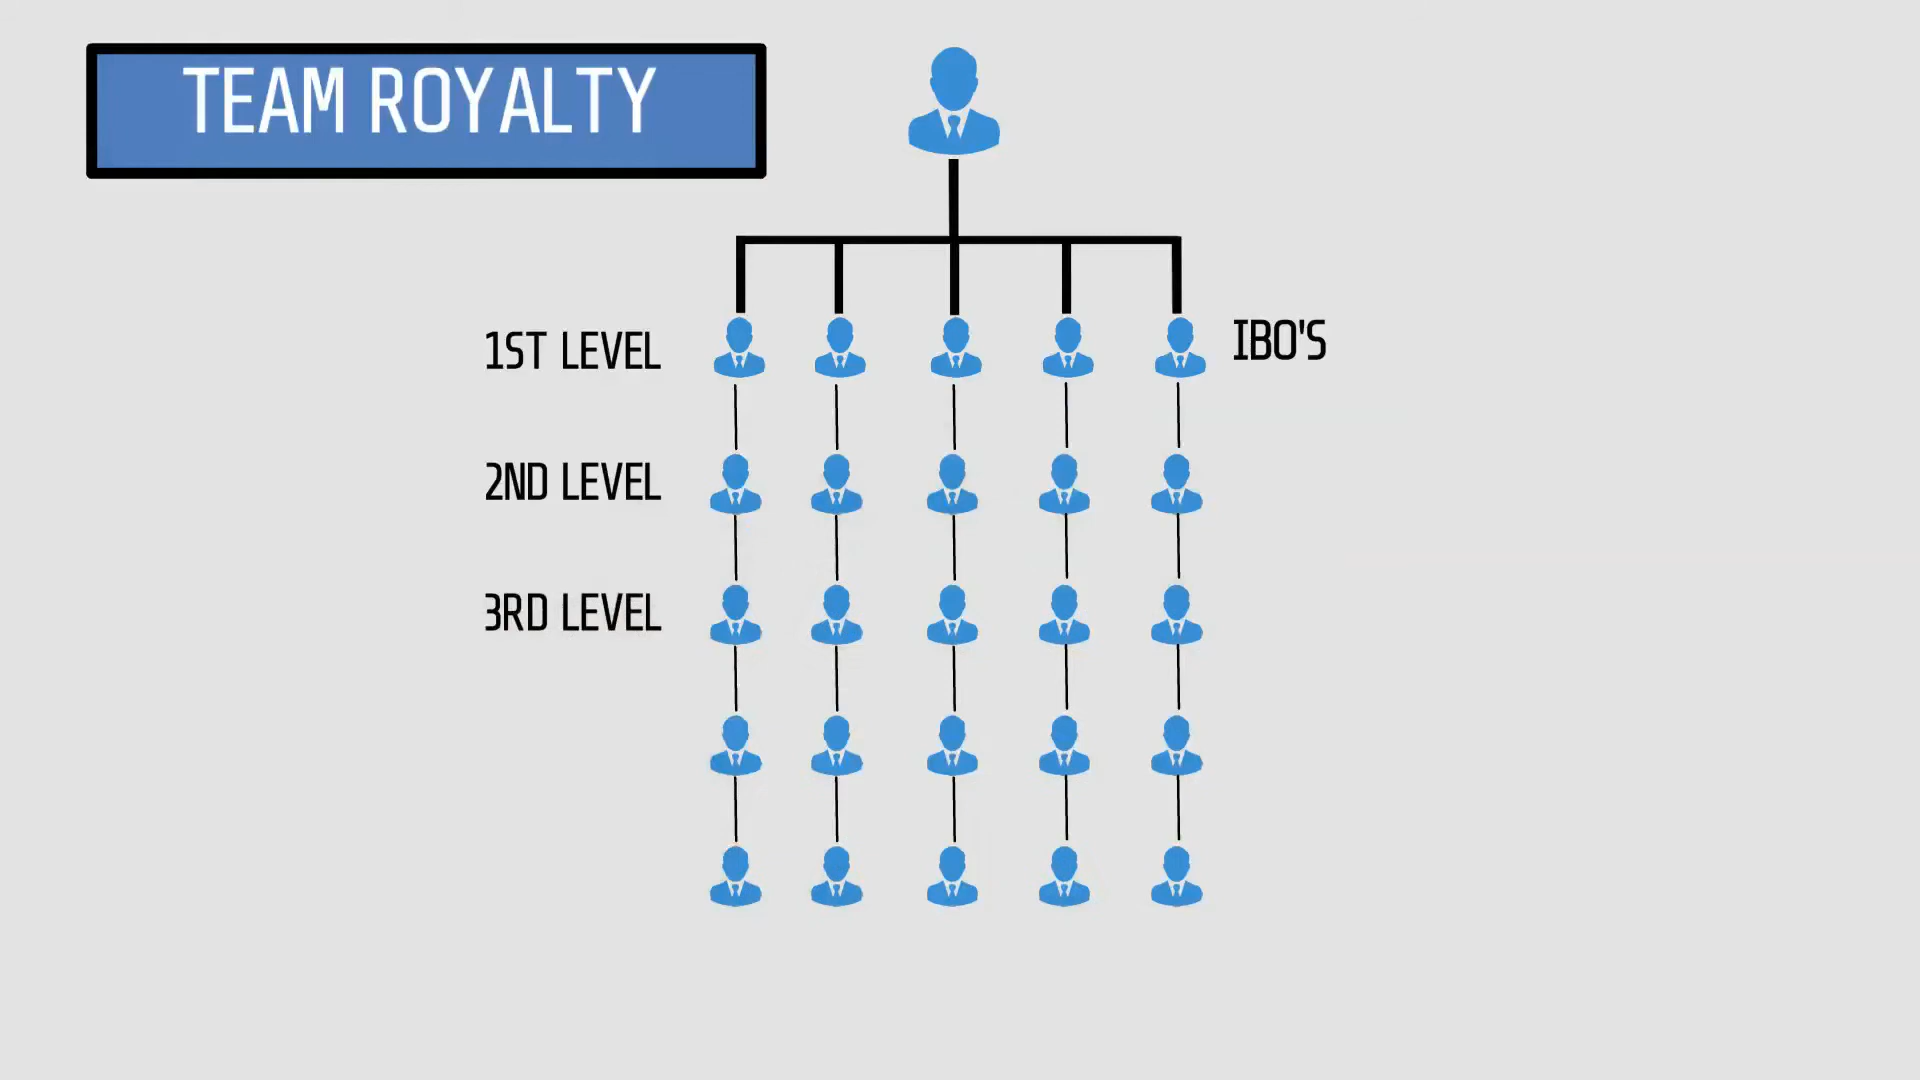 TEAM ROYALTY
1ST LEVEL
IBO'S
2ND LEVEL
3RD LEVEL